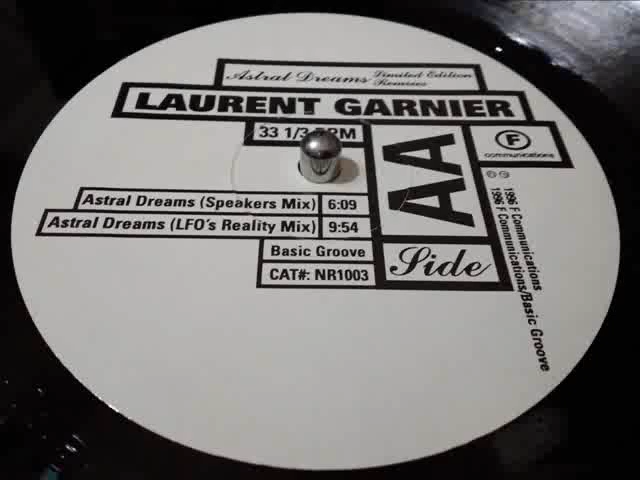 Astral Dreams Limited Edition
Remixes
LAURENT GARNIER
33 1/3 RPM
AA
F
communications
Astral Dreams (Speakers Mix) 6:09
Astral Dreams (LFO's Reality Mix) 9:54
Basic Groove
CAT#: NR1003
Side
℗ 1996 F Communications
© 1996 F Communications/Basic Groove